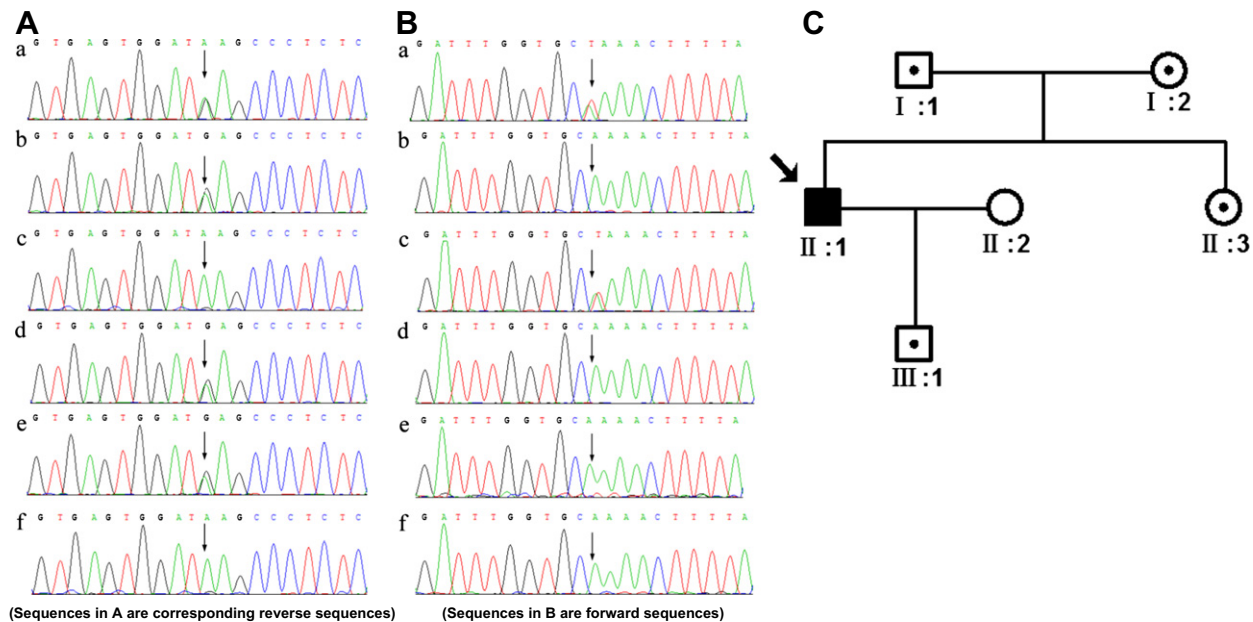 A
a
G T G A G T G G A T A A G C C C T C T C
b
G T G A G T G G A T G A G C C C T C T C
c
G T G A G T G G A T A A G C C C T C T C
d
G T G A G T G G A T G A G C C C T C T C
e
G T G A G T G G A T G A G C C C T C T C
f
G T G A G T G G A T A A G C C C T C T C
(Sequences in A are corresponding reverse sequences)
B
a
G A T T T G G T G C T A A A C T T T T A
b
G A T T T G G T G C A A A A C T T T T A
c
G A T T T G G T G C T A A A C T T T T A
d
G A T T T G G T G C A A A A C T T T T A
e
G A T T T G G T G C A A A A C T T T T A
f
G A T T T G G T G C A A A A C T T T T A
(Sequences in B are forward sequences)
C
Ⅰ:1
Ⅰ:2
Ⅱ:1
Ⅱ:2
Ⅱ:3
Ⅲ:1